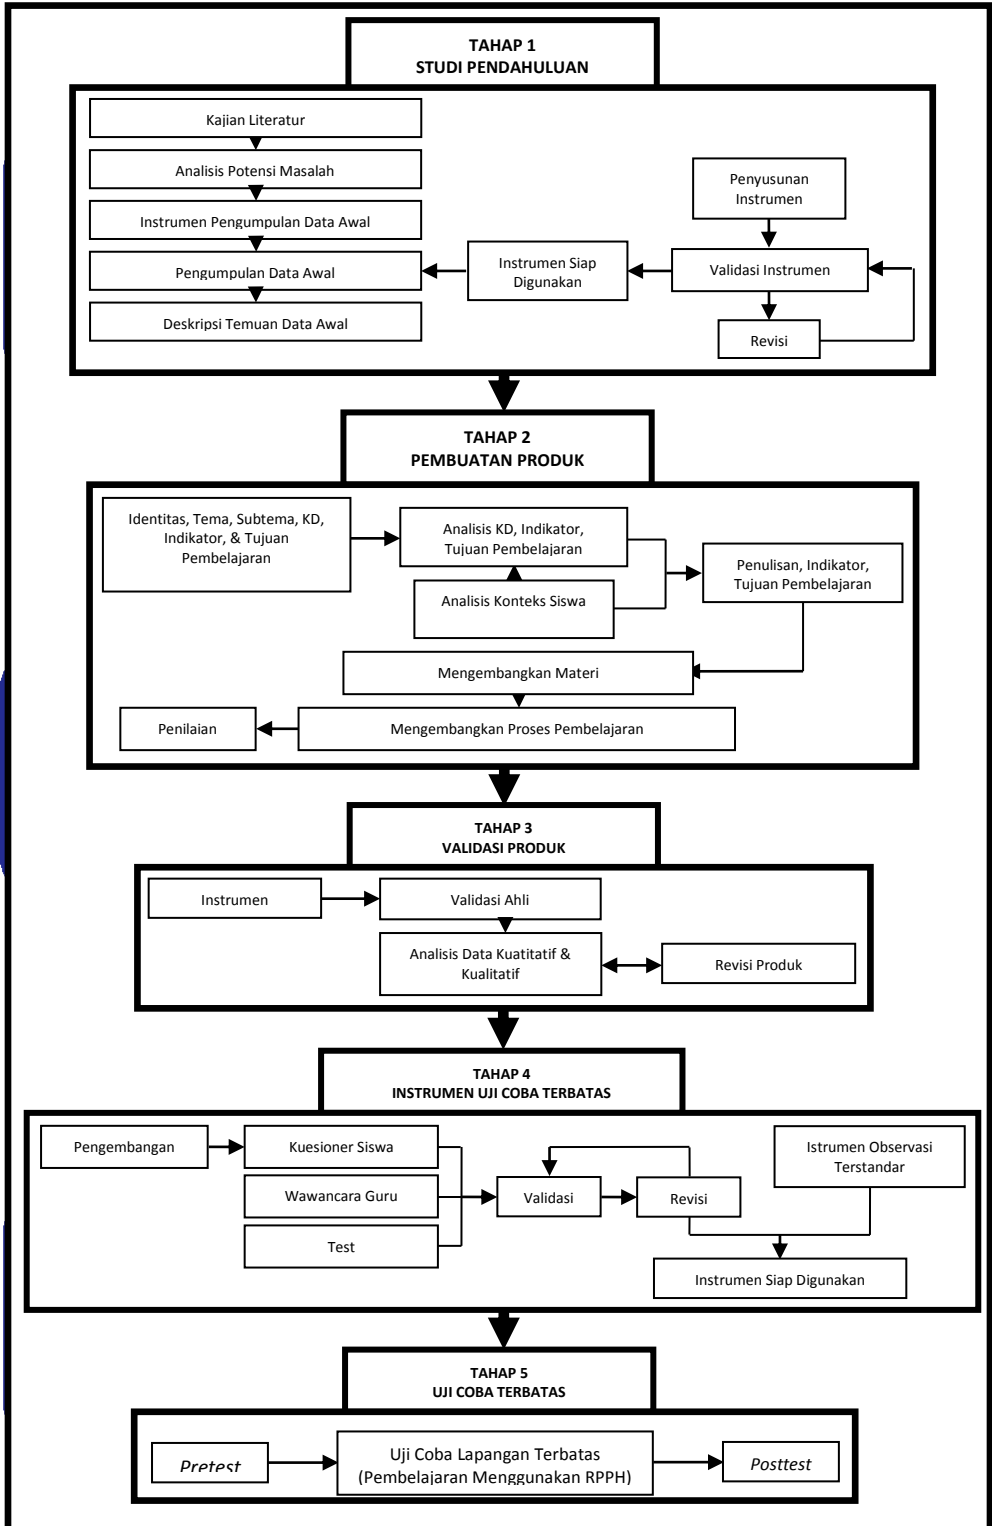 TAHAP 1
STUDI PENDAHULUAN
Kajian Literatur
Analisis Potensi Masalah
Instrumen Pengumpulan Data Awal
Pengumpulan Data Awal
Deskripsi Temuan Data Awal
Instrumen Siap
Digunakan
Penyusunan
Instrumen
Validasi Instrumen
Revisi
TAHAP 2
PEMBUATAN PRODUK
Identitas, Tema, Subtema, KD,
Indikator, & Tujuan
Pembelajaran
Analisis KD, Indikator,
Tujuan Pembelajaran
Analisis Konteks Siswa
Penulisan, Indikator,
Tujuan Pembelajaran
Mengembangkan Materi
Penilaian
Mengembangkan Proses Pembelajaran
TAHAP 3
VALIDASI PRODUK
Instrumen
Validasi Ahli
Analisis Data Kuatitatif &
Kualitatif
Revisi Produk
TAHAP 4
INSTRUMEN UJI COBA TERBATAS
Pengembangan
Kuesioner Siswa
Wawancara Guru
Test
Validasi
Revisi
Istrumen Observasi
Terstandar
Instrumen Siap Digunakan
TAHAP 5
UJI COBA TERBATAS
Pretest
Uji Coba Lapangan Terbatas
(Pembelajaran Menggunakan RPPH)
Posttest